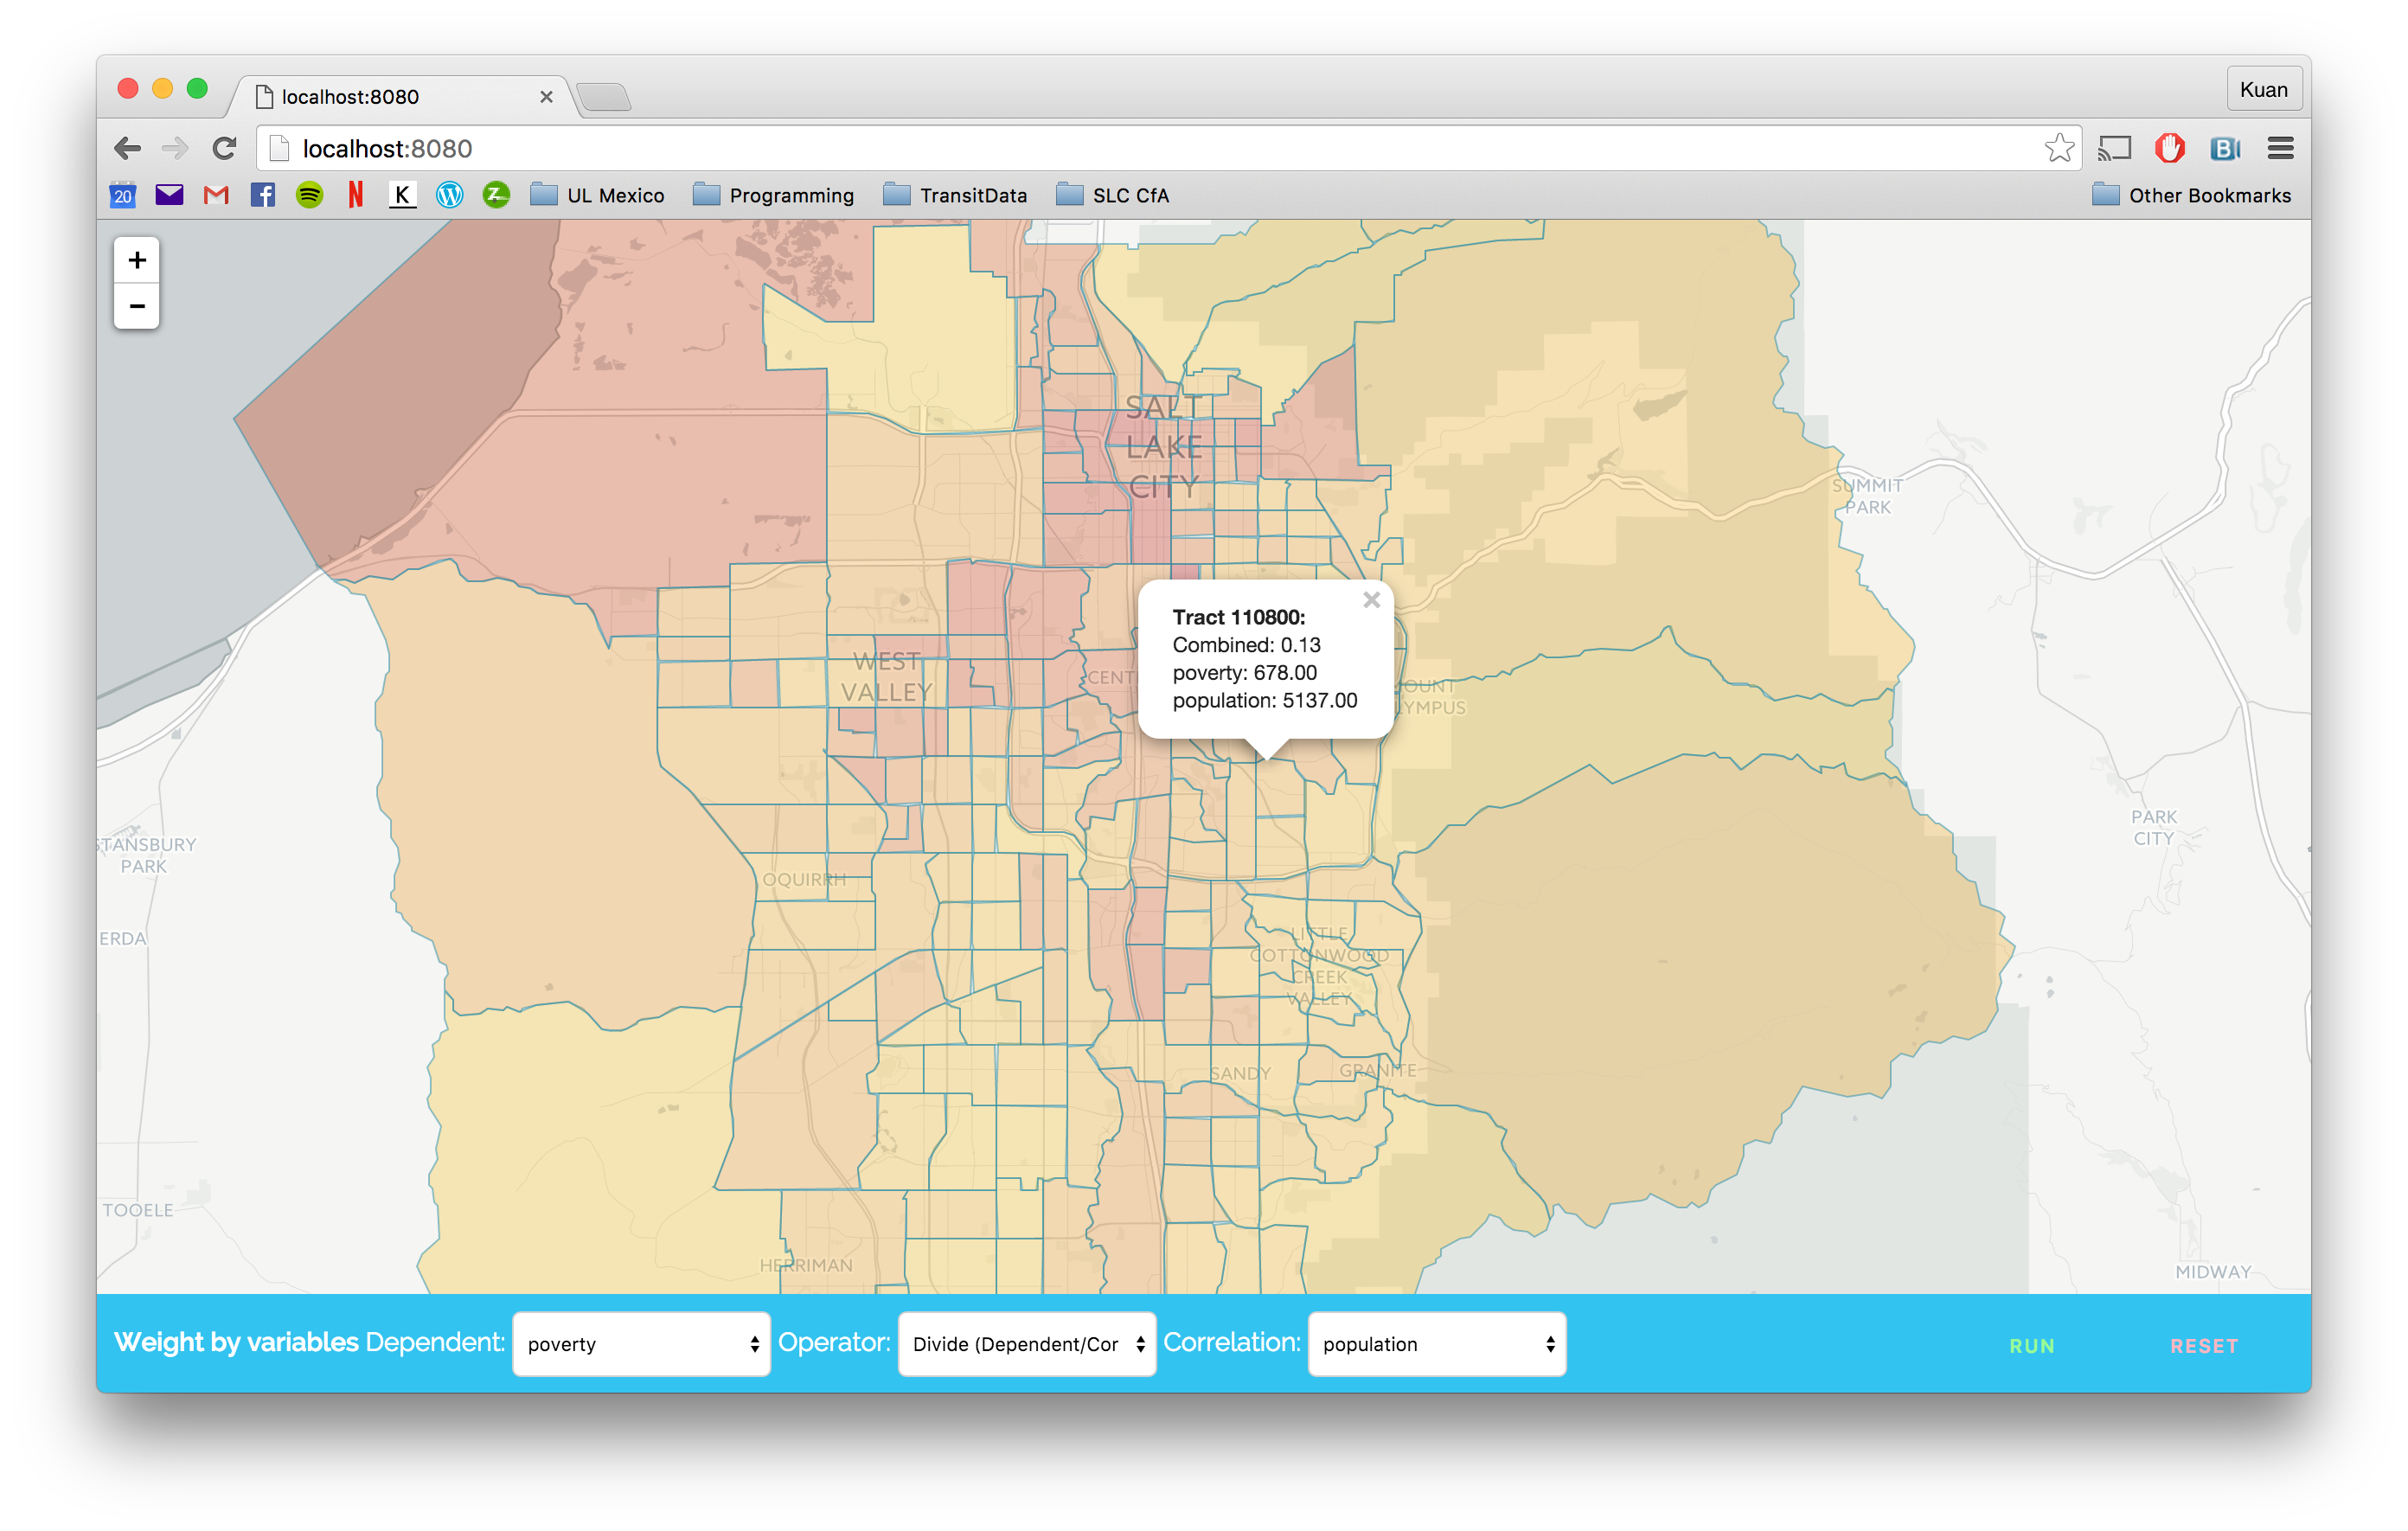 localhost:8080
Kuan
localhost:8080
20
K
UL Mexico
Programming
TransitData
SLC CfA
Other Bookmarks
+
−
SALT
LAKE
CITY
SUMMIT
PARK
Tract 110800:
Combined: 0.13
poverty: 678.00
population: 5137.00
WEST
VALLEY
CENT
MOUNT
LYMPUS
STANSBURY
PARK
PARK
CITY
OQUIRRH
ERDA
LITTLE
COTTONWOOD
CREEK
VALLEY
SANDY
GRANITE
TOOELE
HERRIMAN
MIDWAY
Weight by variables Dependent: poverty Operator: Divide (Dependent/Cor Correlation: population RUN RESET